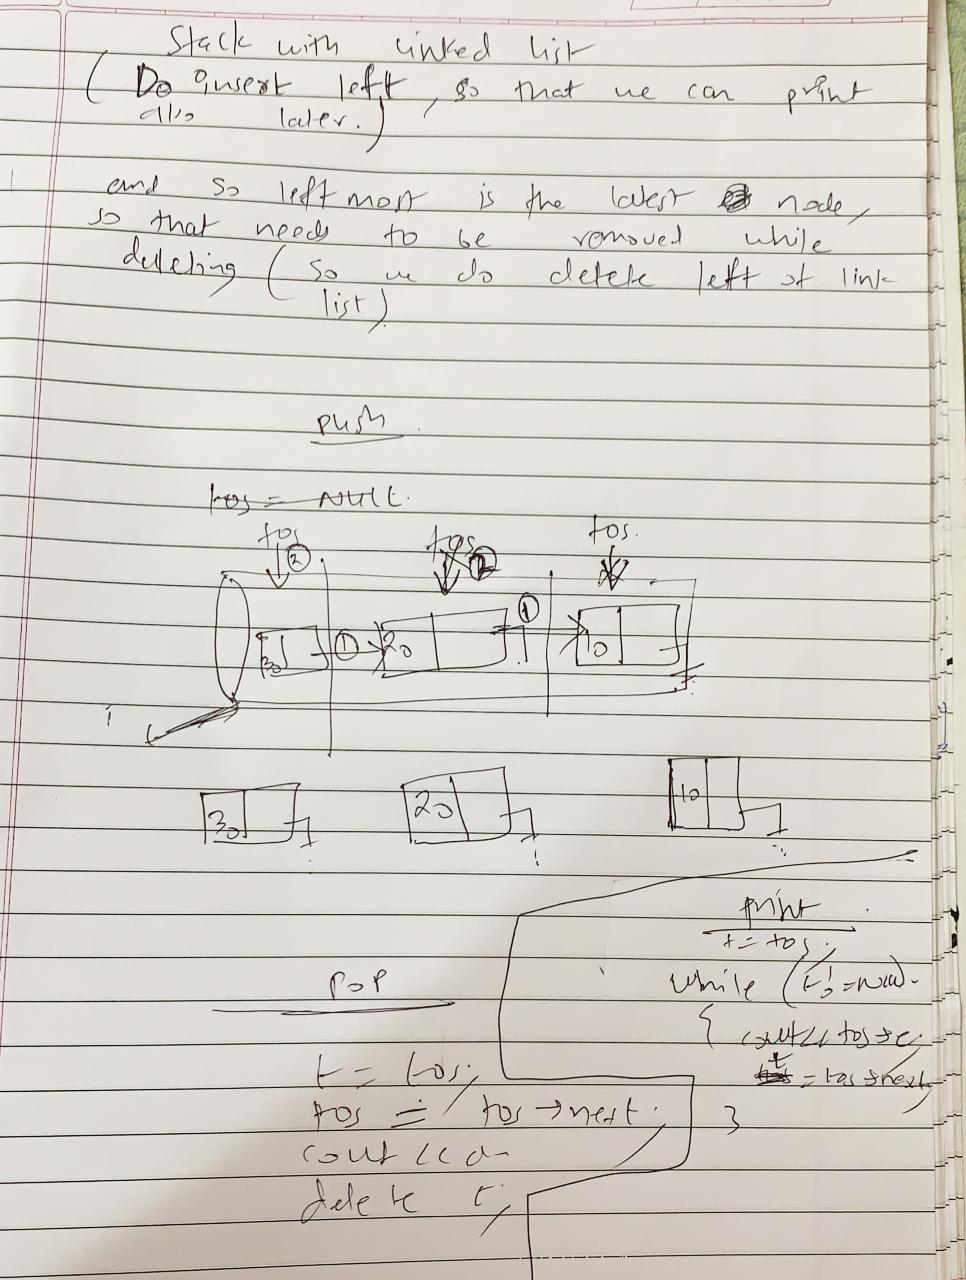 Stack with linked list
(Do insert left, so that we can print
also later.)
and so left most is the latest node,
so that needs to be removed while
deleting (so we do delete left of link
list)
push
tos = NULL.
tos tos tos.
② ②
①
30 ① 20 10
30 20 10
print
t = tos;
while (t != NULL)
{ cout<< tos→e;
t = tos→next;
}
POP
t = tos;
tos = tos→next;
cout <<
delete t;